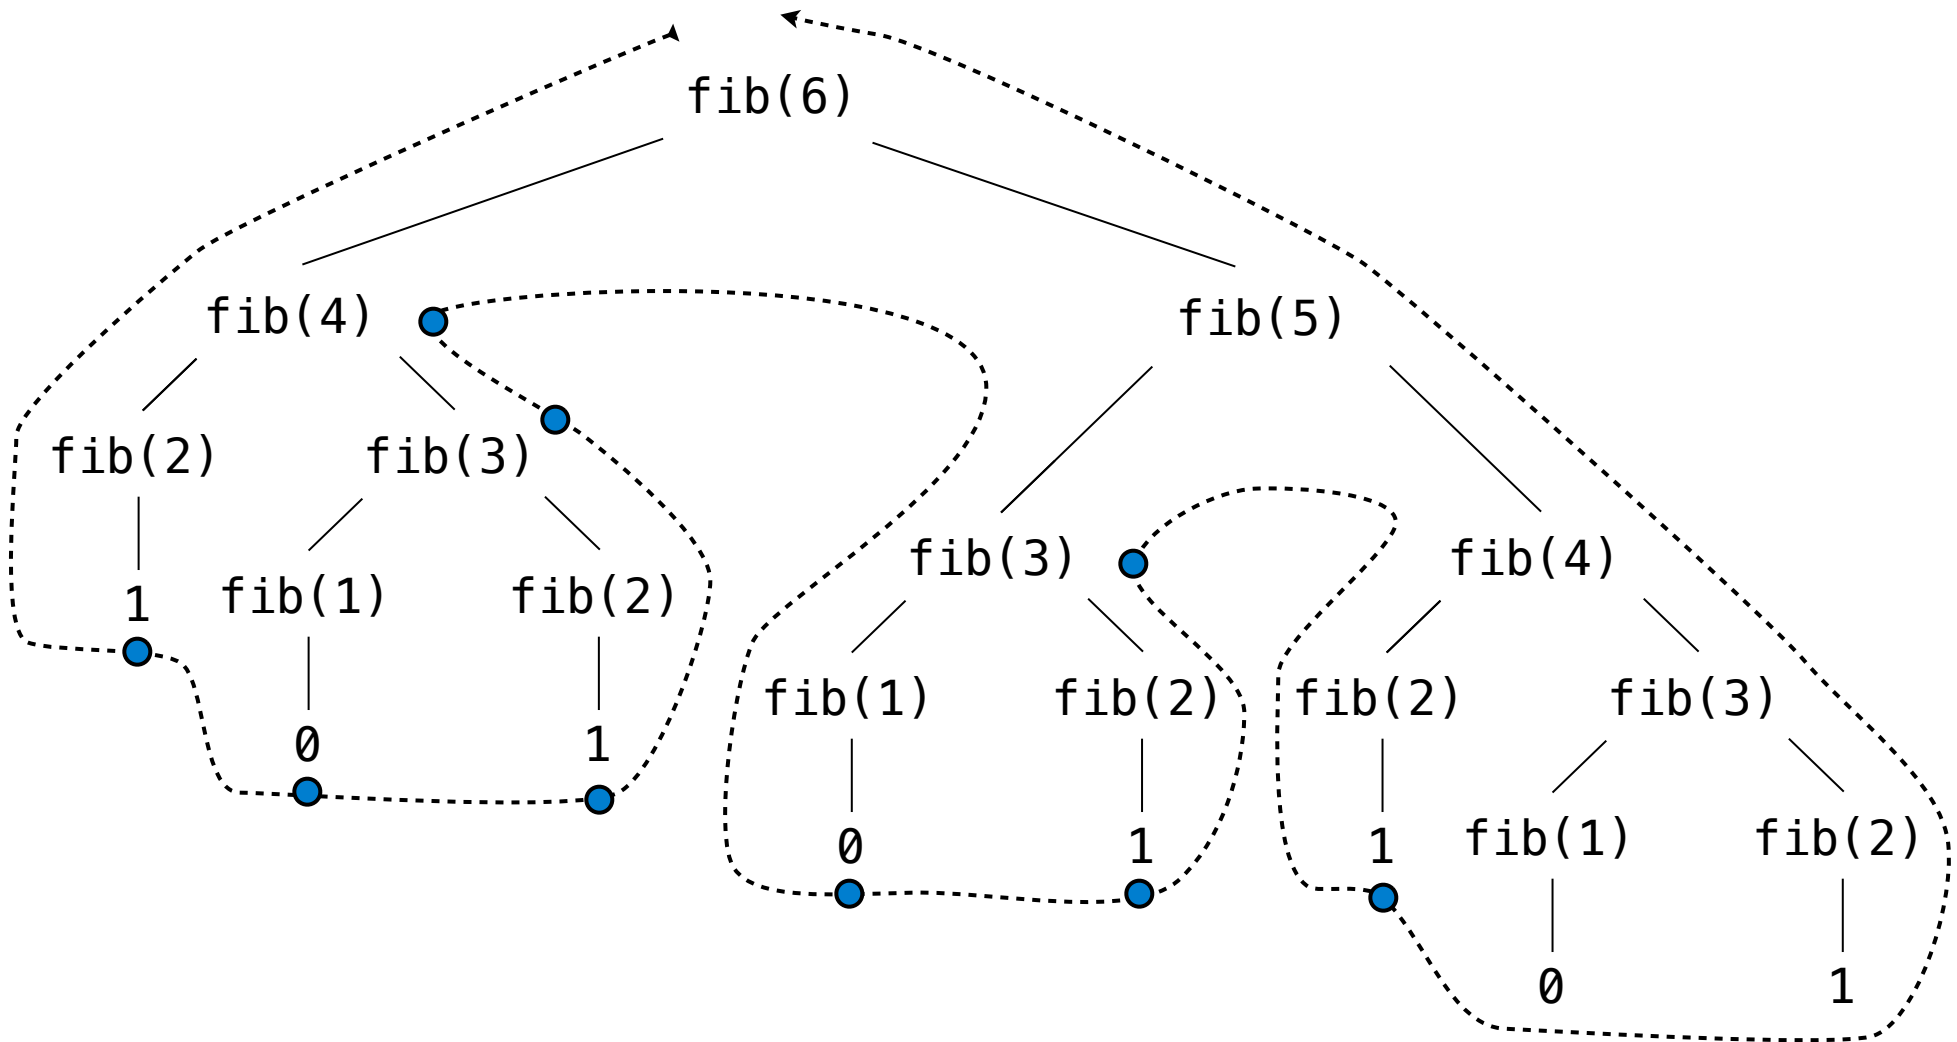 fib(6)
fib(4) fib(5)
fib(2) fib(3)
fib(3) fib(4)
1 fib(1) fib(2)
fib(1) fib(2) fib(2) fib(3)
0 1
0 1 1 fib(1) fib(2)
0 1